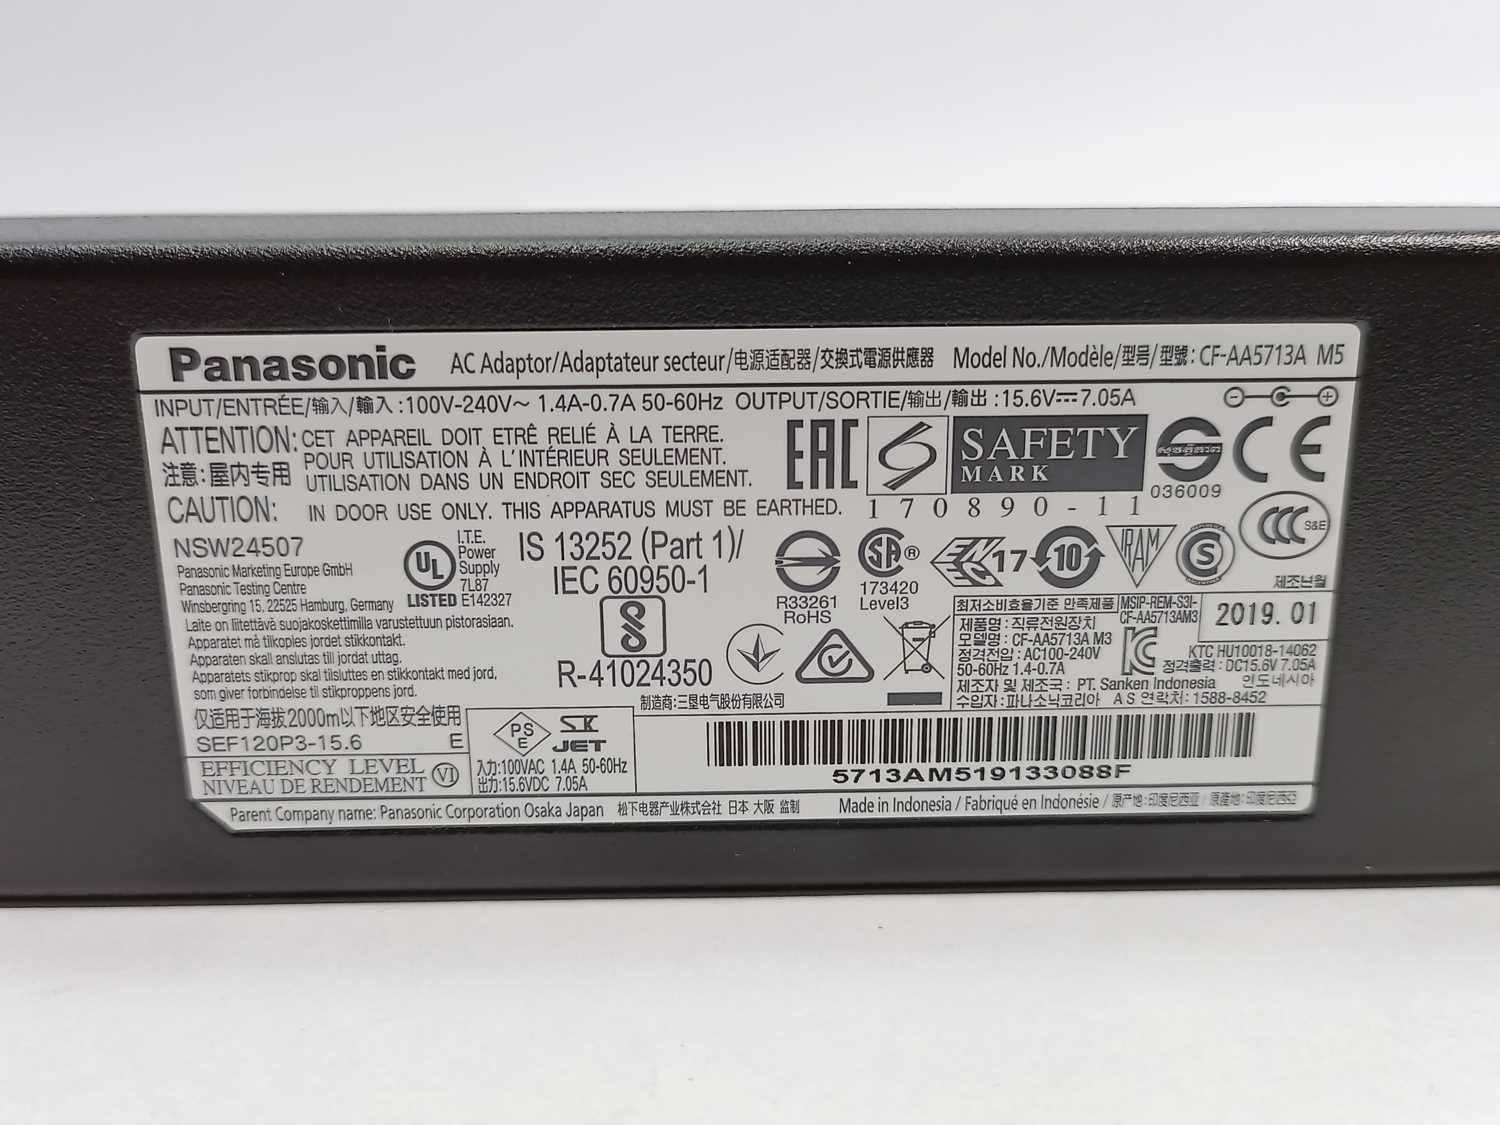 Panasonic AC Adaptor/Adaptateur secteur/电源适配器/交換式電源供應器 Model No./Modèle/型号/型號: CF-AA5713A M5
INPUT/ENTRÉE/输入/輸入:100V-240V~ 1.4A-0.7A 50-60Hz OUTPUT/SORTIE/输出/輸出:15.6V⎓7.05A
ATTENTION: CET APPAREIL DOIT ETRÊ RELIÉ À LA TERRE.
POUR UTILISATION À L'INTÉRIEUR SEULEMENT.
注意:屋内专用 UTILISATION DANS UN ENDROIT SEC SEULEMENT.
CAUTION: IN DOOR USE ONLY. THIS APPARATUS MUST BE EARTHED.
EAC
SAFETY
MARK
170890-11
036009
CE
CCC S&E
NSW24507
Panasonic Marketing Europe GmbH
Panasonic Testing Centre
Winsbergring 15, 22525 Hamburg, Germany
Laite on liitettävä suojakoskettimilla varustettuun pistorasiaan.
Apparatet må tilkoples jordet stikkontakt.
Apparaten skall anslutas till jordat uttag.
Apparatets stikprop skal tilsluttes en stikkontakt med jord,
som giver forbindelse til stikproppens jord.
仅适用于海拔2000m以下地区安全使用
SEF120P3-15.6 E
EFFICIENCY LEVEL
NIVEAU DE RENDEMENT VI
UL
LISTED
I.T.E.
Power
Supply
7L87
E142327
IS 13252 (Part 1)/
IEC 60950-1
R-41024350
R33261
RoHS
SA ®
173420
Level3
17
10
IRAM
S
制造商:三垦电气股份有限公司
PS
E
SK
JET
入力:100VAC 1.4A 50-60Hz
出力:15.6VDC 7.05A
제조년월
2019. 01
최저소비효율기준 만족제품
제품명 : 직류전원장치
모델명 : CF-AA5713A M3
정격전압 : AC100-240V
50-60Hz 1.4-0.7A
MSIP-REM-S3I-
CF-AA5713AM3
KTC HU10018-14062
정격출력 : DC15.6V 7.05A
제조자 및 제조국 : PT. Sanken Indonesia 인도네시아
수입자 : 파나소닉코리아 A S 연락처: 1588-8452
5713AM519133088F
Parent Company name: Panasonic Corporation Osaka Japan 松下电器产业株式会社 日本 大阪 监制 Made in Indonesia / Fabriqué en Indonésie / 原产地:印度尼西亚 / 原產地:印度尼西亞